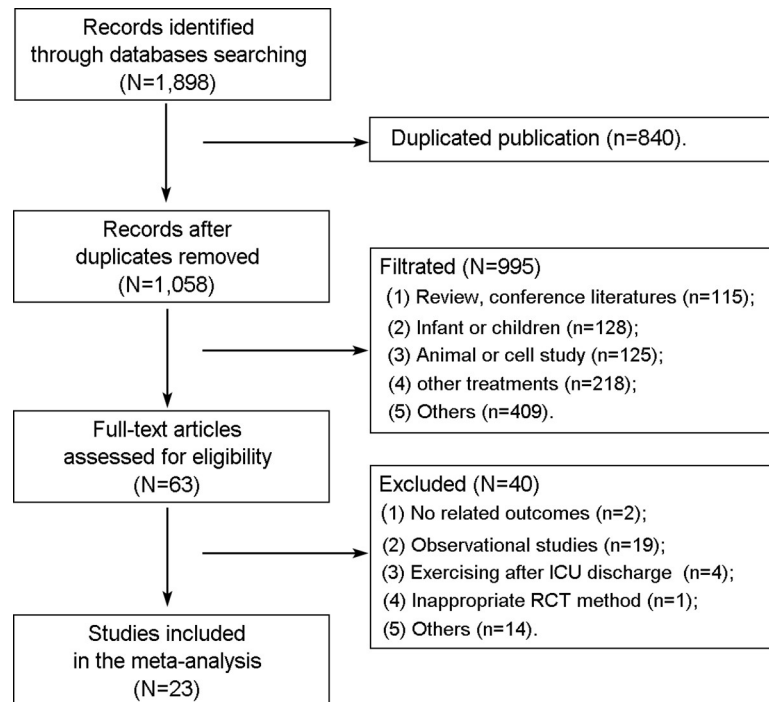 Records identified
through databases searching
(N=1,898)
Duplicated publication (n=840).
Records after
duplicates removed
(N=1,058)
Filtrated (N=995)
(1) Review, conference literatures (n=115);
(2) Infant or children (n=128);
(3) Animal or cell study (n=125);
(4) other treatments (n=218);
(5) Others (n=409).
Full-text articles
assessed for eligibility
(N=63)
Excluded (N=40)
(1) No related outcomes (n=2);
(2) Observational studies (n=19);
(3) Exercising after ICU discharge (n=4);
(4) Inappropriate RCT method (n=1);
(5) Others (n=14).
Studies included
in the meta-analysis
(N=23)